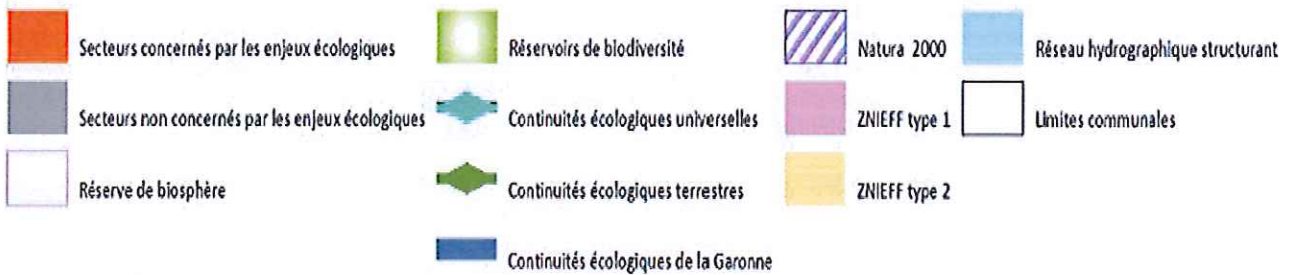 Secteurs concernés par les enjeux écologiques
Secteurs non concernés par les enjeux écologiques
Réserve de biosphère
Réservoirs de biodiversité
Continuités écologiques universelles
Continuités écologiques terrestres
Continuités écologiques de la Garonne
Natura 2000
ZNIEFF type 1
ZNIEFF type 2
Réseau hydrographique structurant
Limites communales